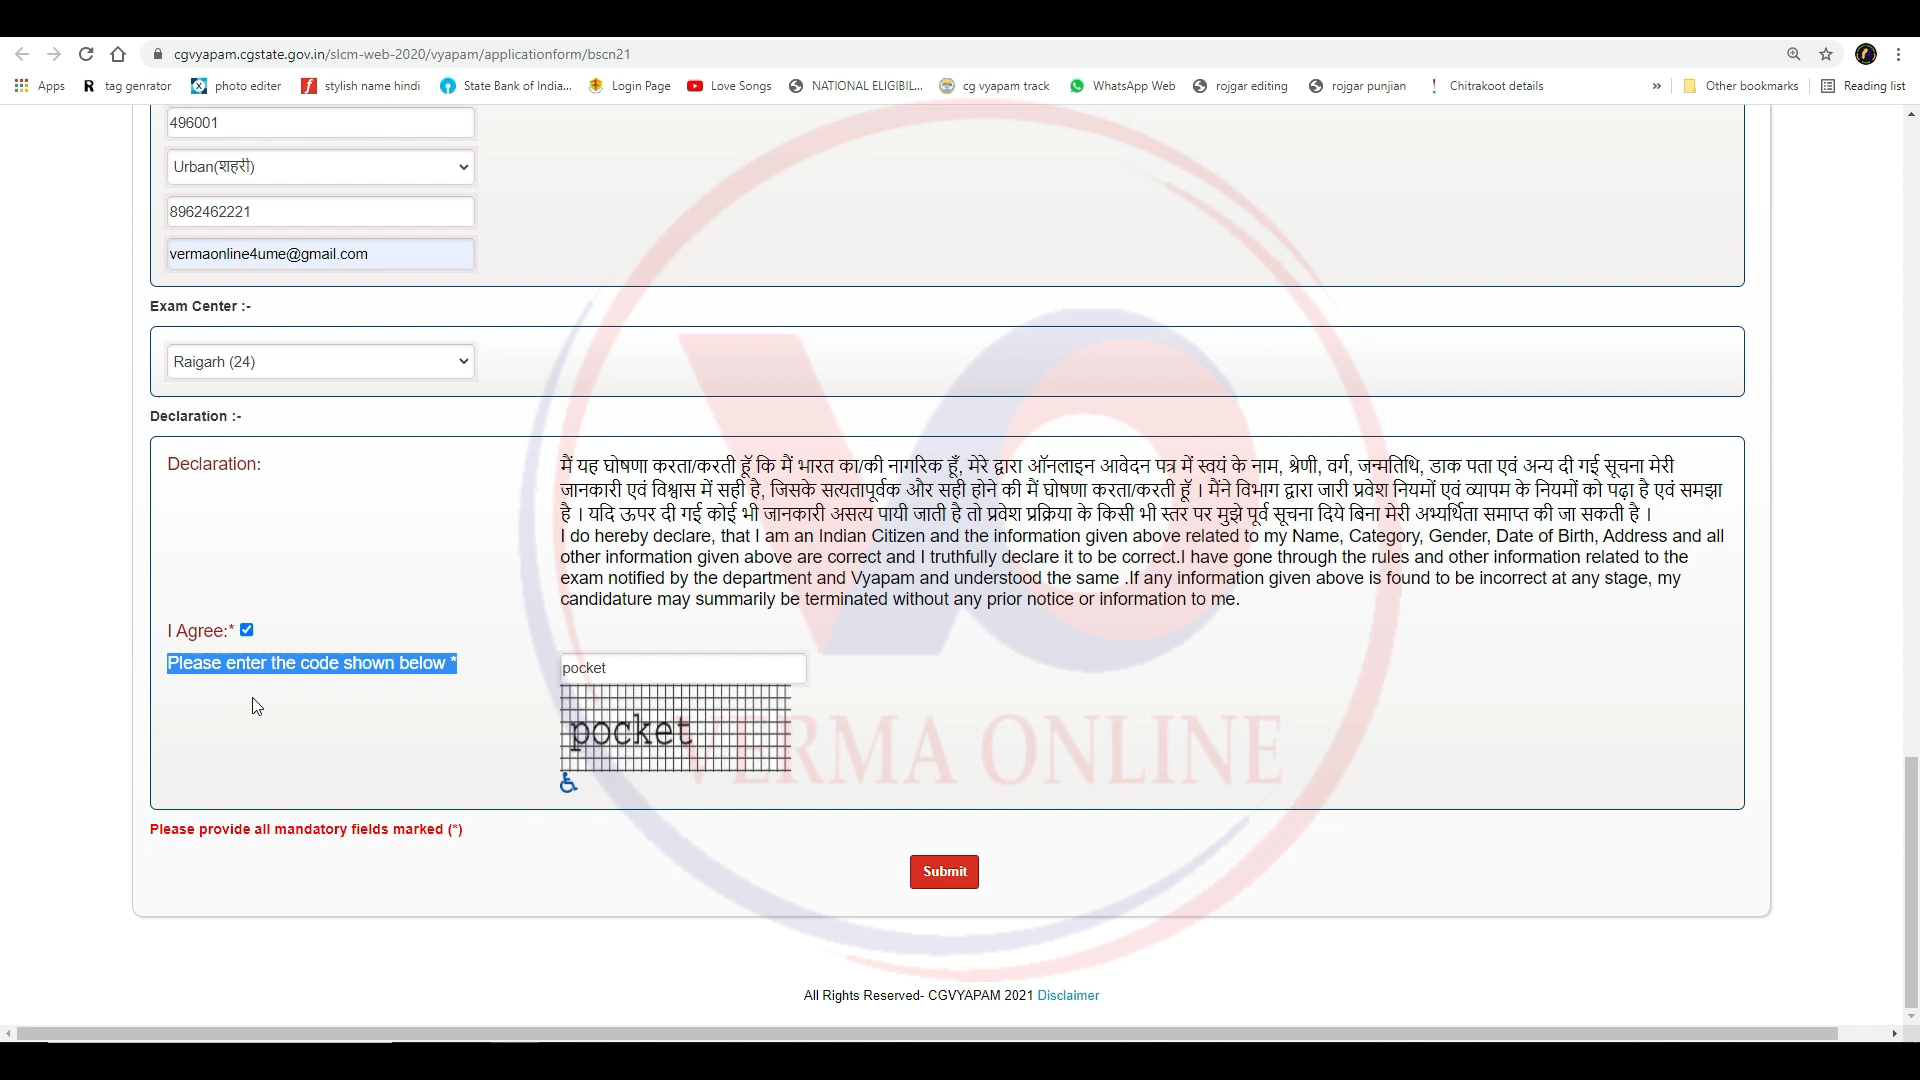 cgvyapam.cgstate.gov.in/slcm-web-2020/vyapam/applicationform/bscn21
Apps R tag genrator photo editer f stylish name hindi State Bank of India... Login Page Love Songs NATIONAL ELIGIBIL... cg vyapam track WhatsApp Web rojgar editing rojgar punjian Chitrakoot details » Other bookmarks Reading list
496001
Urban(शहरी)
8962462221
vermaonline4ume@gmail.com
Exam Center :-
Raigarh (24)
Declaration :-
Declaration:
मैं यह घोषणा करता/करती हूँ कि मैं भारत का/की नागरिक हूँ, मेरे द्वारा ऑनलाइन आवेदन पत्र में स्वयं के नाम, श्रेणी, वर्ग, जन्मतिथि, डाक पता एवं अन्य दी गई सूचना मेरी
जानकारी एवं विश्वास में सही है, जिसके सत्यतापूर्वक और सही होने की मैं घोषणा करता/करती हूँ । मैंने विभाग द्वारा जारी प्रवेश नियमों एवं व्यापम के नियमों को पढ़ा है एवं समझा
है । यदि ऊपर दी गई कोई भी जानकारी असत्य पायी जाती है तो प्रवेश प्रक्रिया के किसी भी स्तर पर मुझे पूर्व सूचना दिये बिना मेरी अभ्यर्थिता समाप्त की जा सकती है ।
I do hereby declare, that I am an Indian Citizen and the information given above related to my Name, Category, Gender, Date of Birth, Address and all
other information given above are correct and I truthfully declare it to be correct.I have gone through the rules and other information related to the
exam notified by the department and Vyapam and understood the same .If any information given above is found to be incorrect at any stage, my
candidature may summarily be terminated without any prior notice or information to me.
I Agree:*
Please enter the code shown below *
pocket
pocket
VERMA ONLINE
Please provide all mandatory fields marked (*)
Submit
All Rights Reserved- CGVYAPAM 2021 Disclaimer